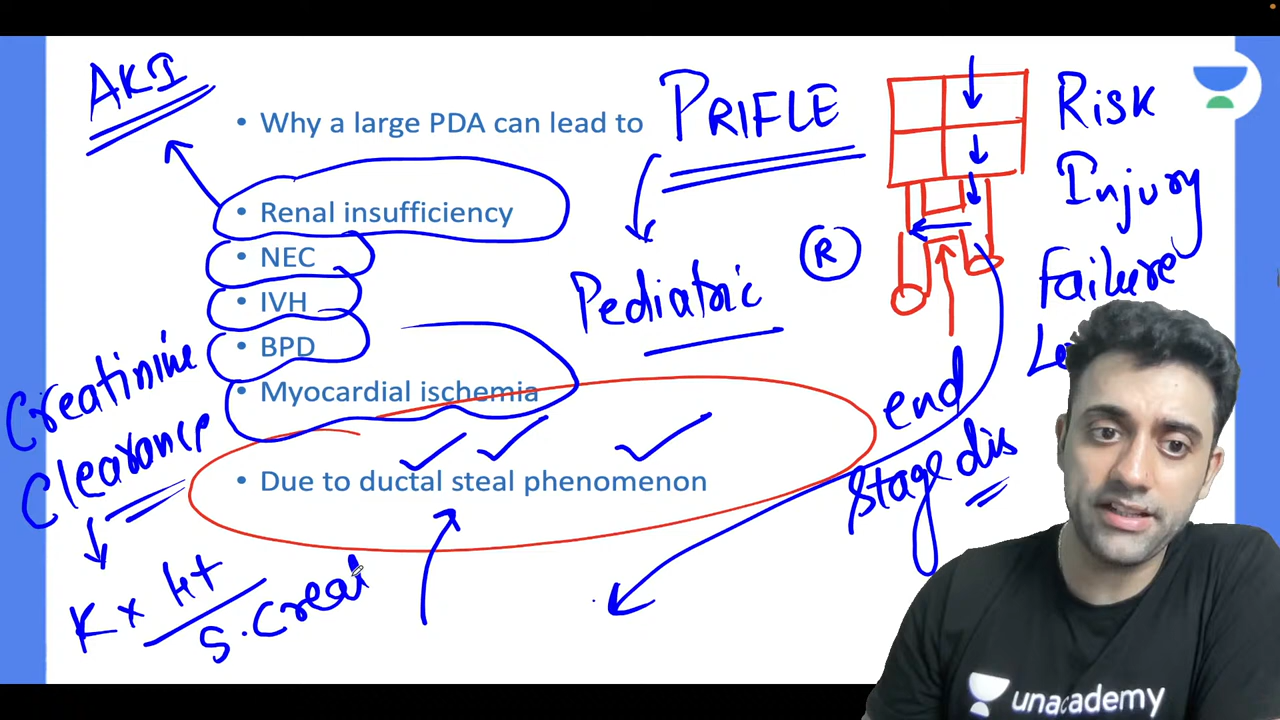 AKI
• Why a large PDA can lead to
PRIFLE
• Renal insufficiency
• NEC
• IVH
• BPD
• Myocardial ischemia
• Due to ductal steal phenomenon
Pediatric
R
Risk
Injury
Failure
end
stage dis
Creatinine
Clearance
K × Ht
S. Creat
unacademy